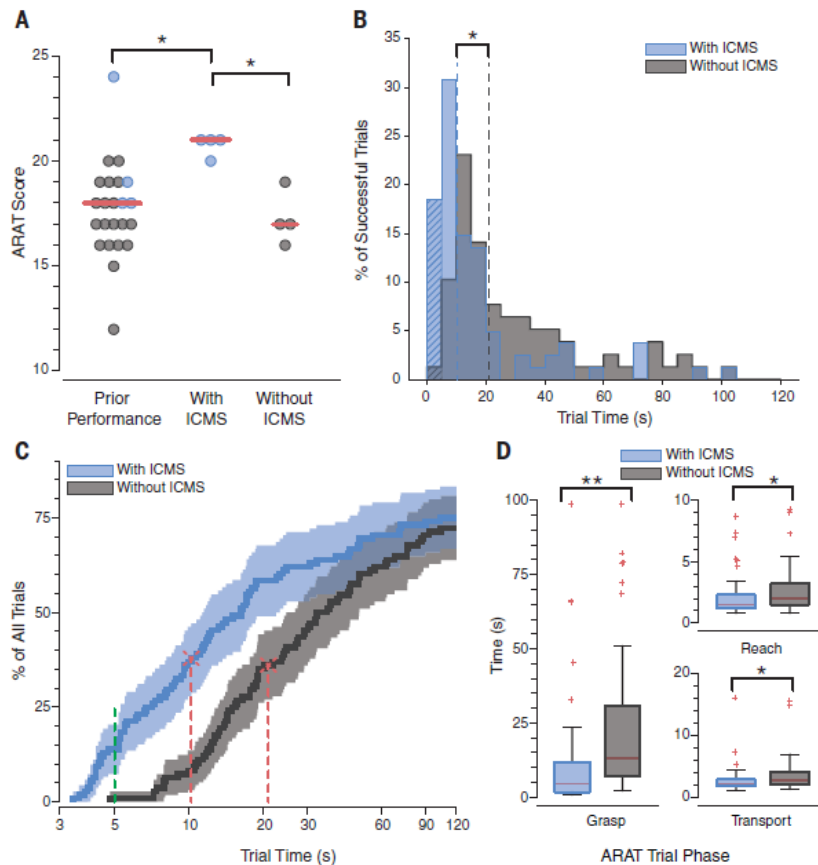 A
*
*
25
20
15
10
ARAT Score
Prior
Performance
With
ICMS
Without
ICMS
B
*
With ICMS
Without ICMS
35
30
25
20
15
10
5
0
% of Successful Trials
0 20 40 60 80 100 120
Trial Time (s)
C
With ICMS
Without ICMS
75
50
25
0
% of All Trials
3 5 10 20 30 60 90 120
Trial Time (s)
D
With ICMS
Without ICMS
**
100
75
50
25
0
Time (s)
Grasp
*
10
5
0
Reach
*
20
10
0
Transport
ARAT Trial Phase